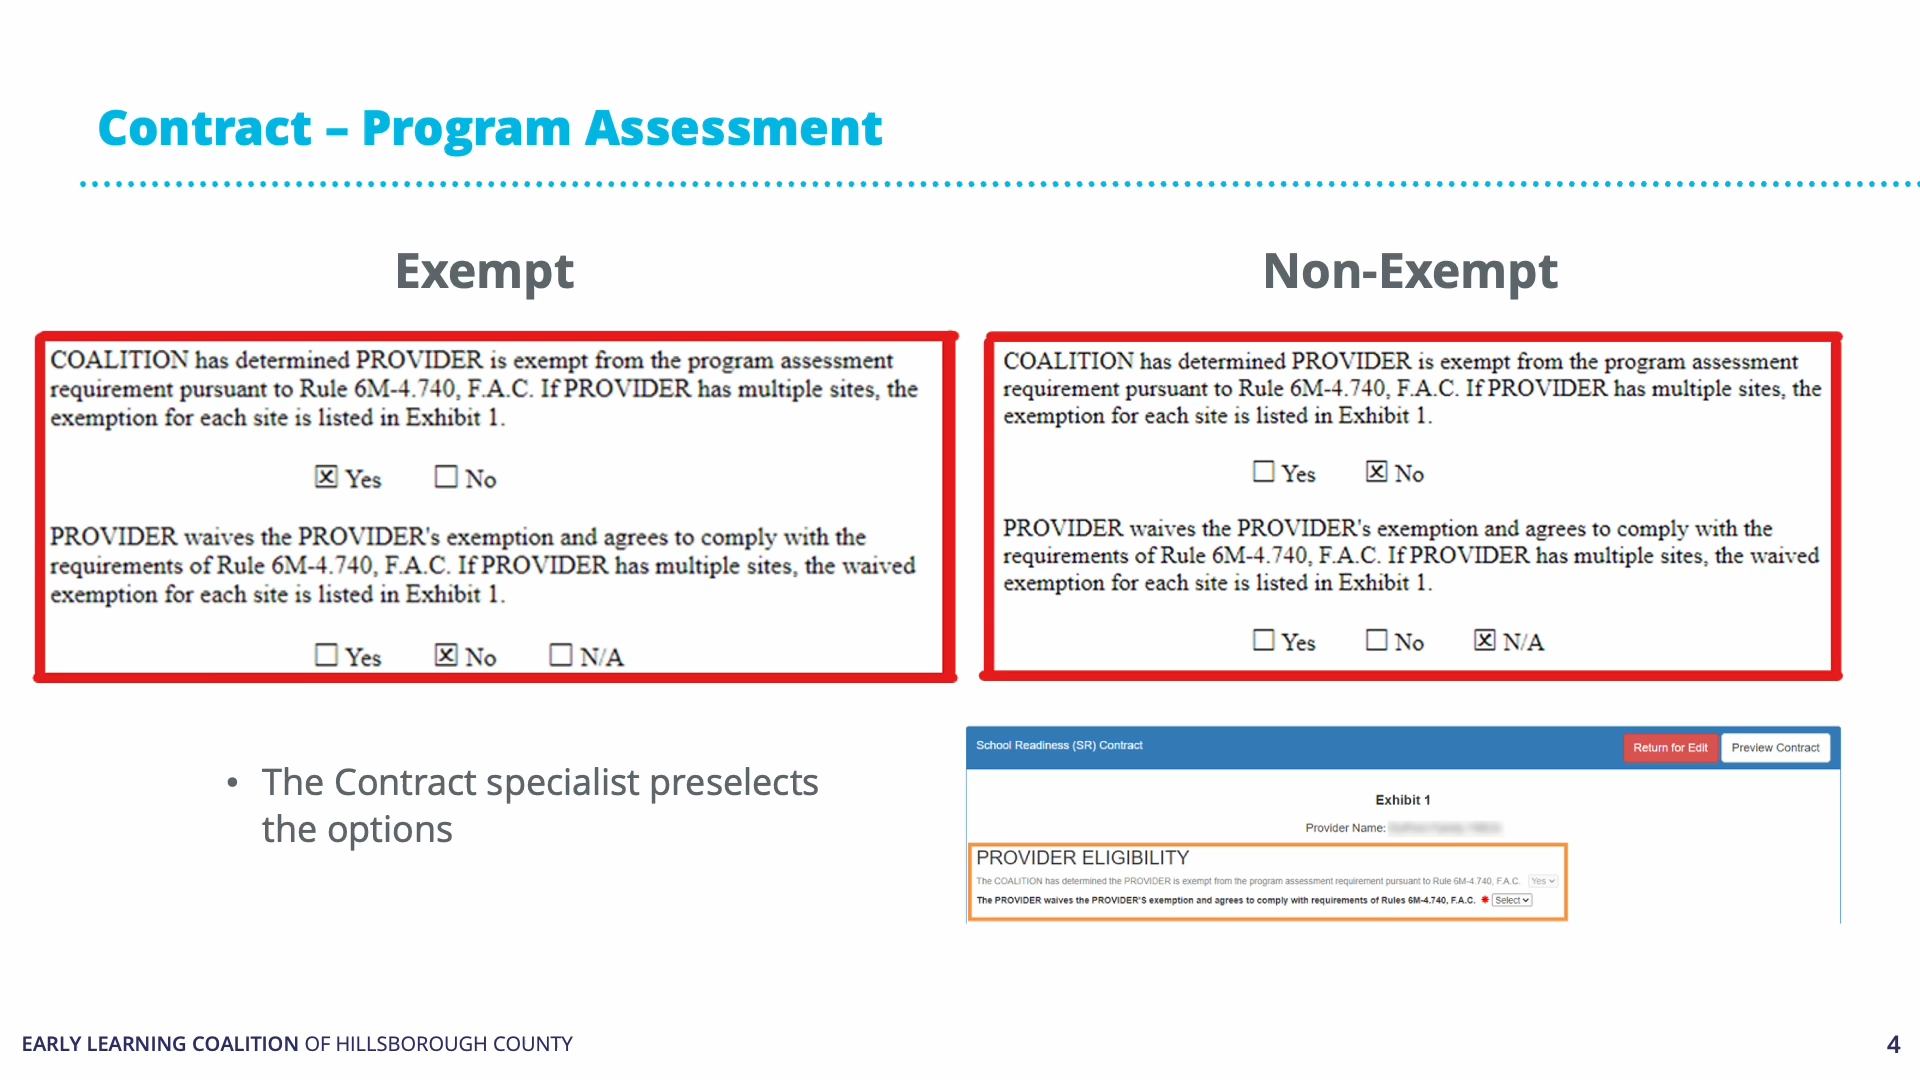 Contract – Program Assessment
Exempt
COALITION has determined PROVIDER is exempt from the program assessment
requirement pursuant to Rule 6M-4.740, F.A.C. If PROVIDER has multiple sites, the
exemption for each site is listed in Exhibit 1.
☒ Yes ☐ No
PROVIDER waives the PROVIDER's exemption and agrees to comply with the
requirements of Rule 6M-4.740, F.A.C. If PROVIDER has multiple sites, the waived
exemption for each site is listed in Exhibit 1.
☐ Yes ☒ No ☐ N/A
Non-Exempt
COALITION has determined PROVIDER is exempt from the program assessment
requirement pursuant to Rule 6M-4.740, F.A.C. If PROVIDER has multiple sites, the
exemption for each site is listed in Exhibit 1.
☐ Yes ☒ No
PROVIDER waives the PROVIDER's exemption and agrees to comply with the
requirements of Rule 6M-4.740, F.A.C. If PROVIDER has multiple sites, the waived
exemption for each site is listed in Exhibit 1.
☐ Yes ☐ No ☒ N/A
• The Contract specialist preselects
the options
School Readiness (SR) Contract
Return for Edit
Preview Contract
Exhibit 1
Provider Name:
PROVIDER ELIGIBILITY
The COALITION has determined the PROVIDER is exempt from the program assessment requirement pursuant to Rule 6M-4.740, F.A.C. Yes
The PROVIDER waives the PROVIDER'S exemption and agrees to comply with requirements of Rules 6M-4.740, F.A.C. * Select
EARLY LEARNING COALITION OF HILLSBOROUGH COUNTY
4